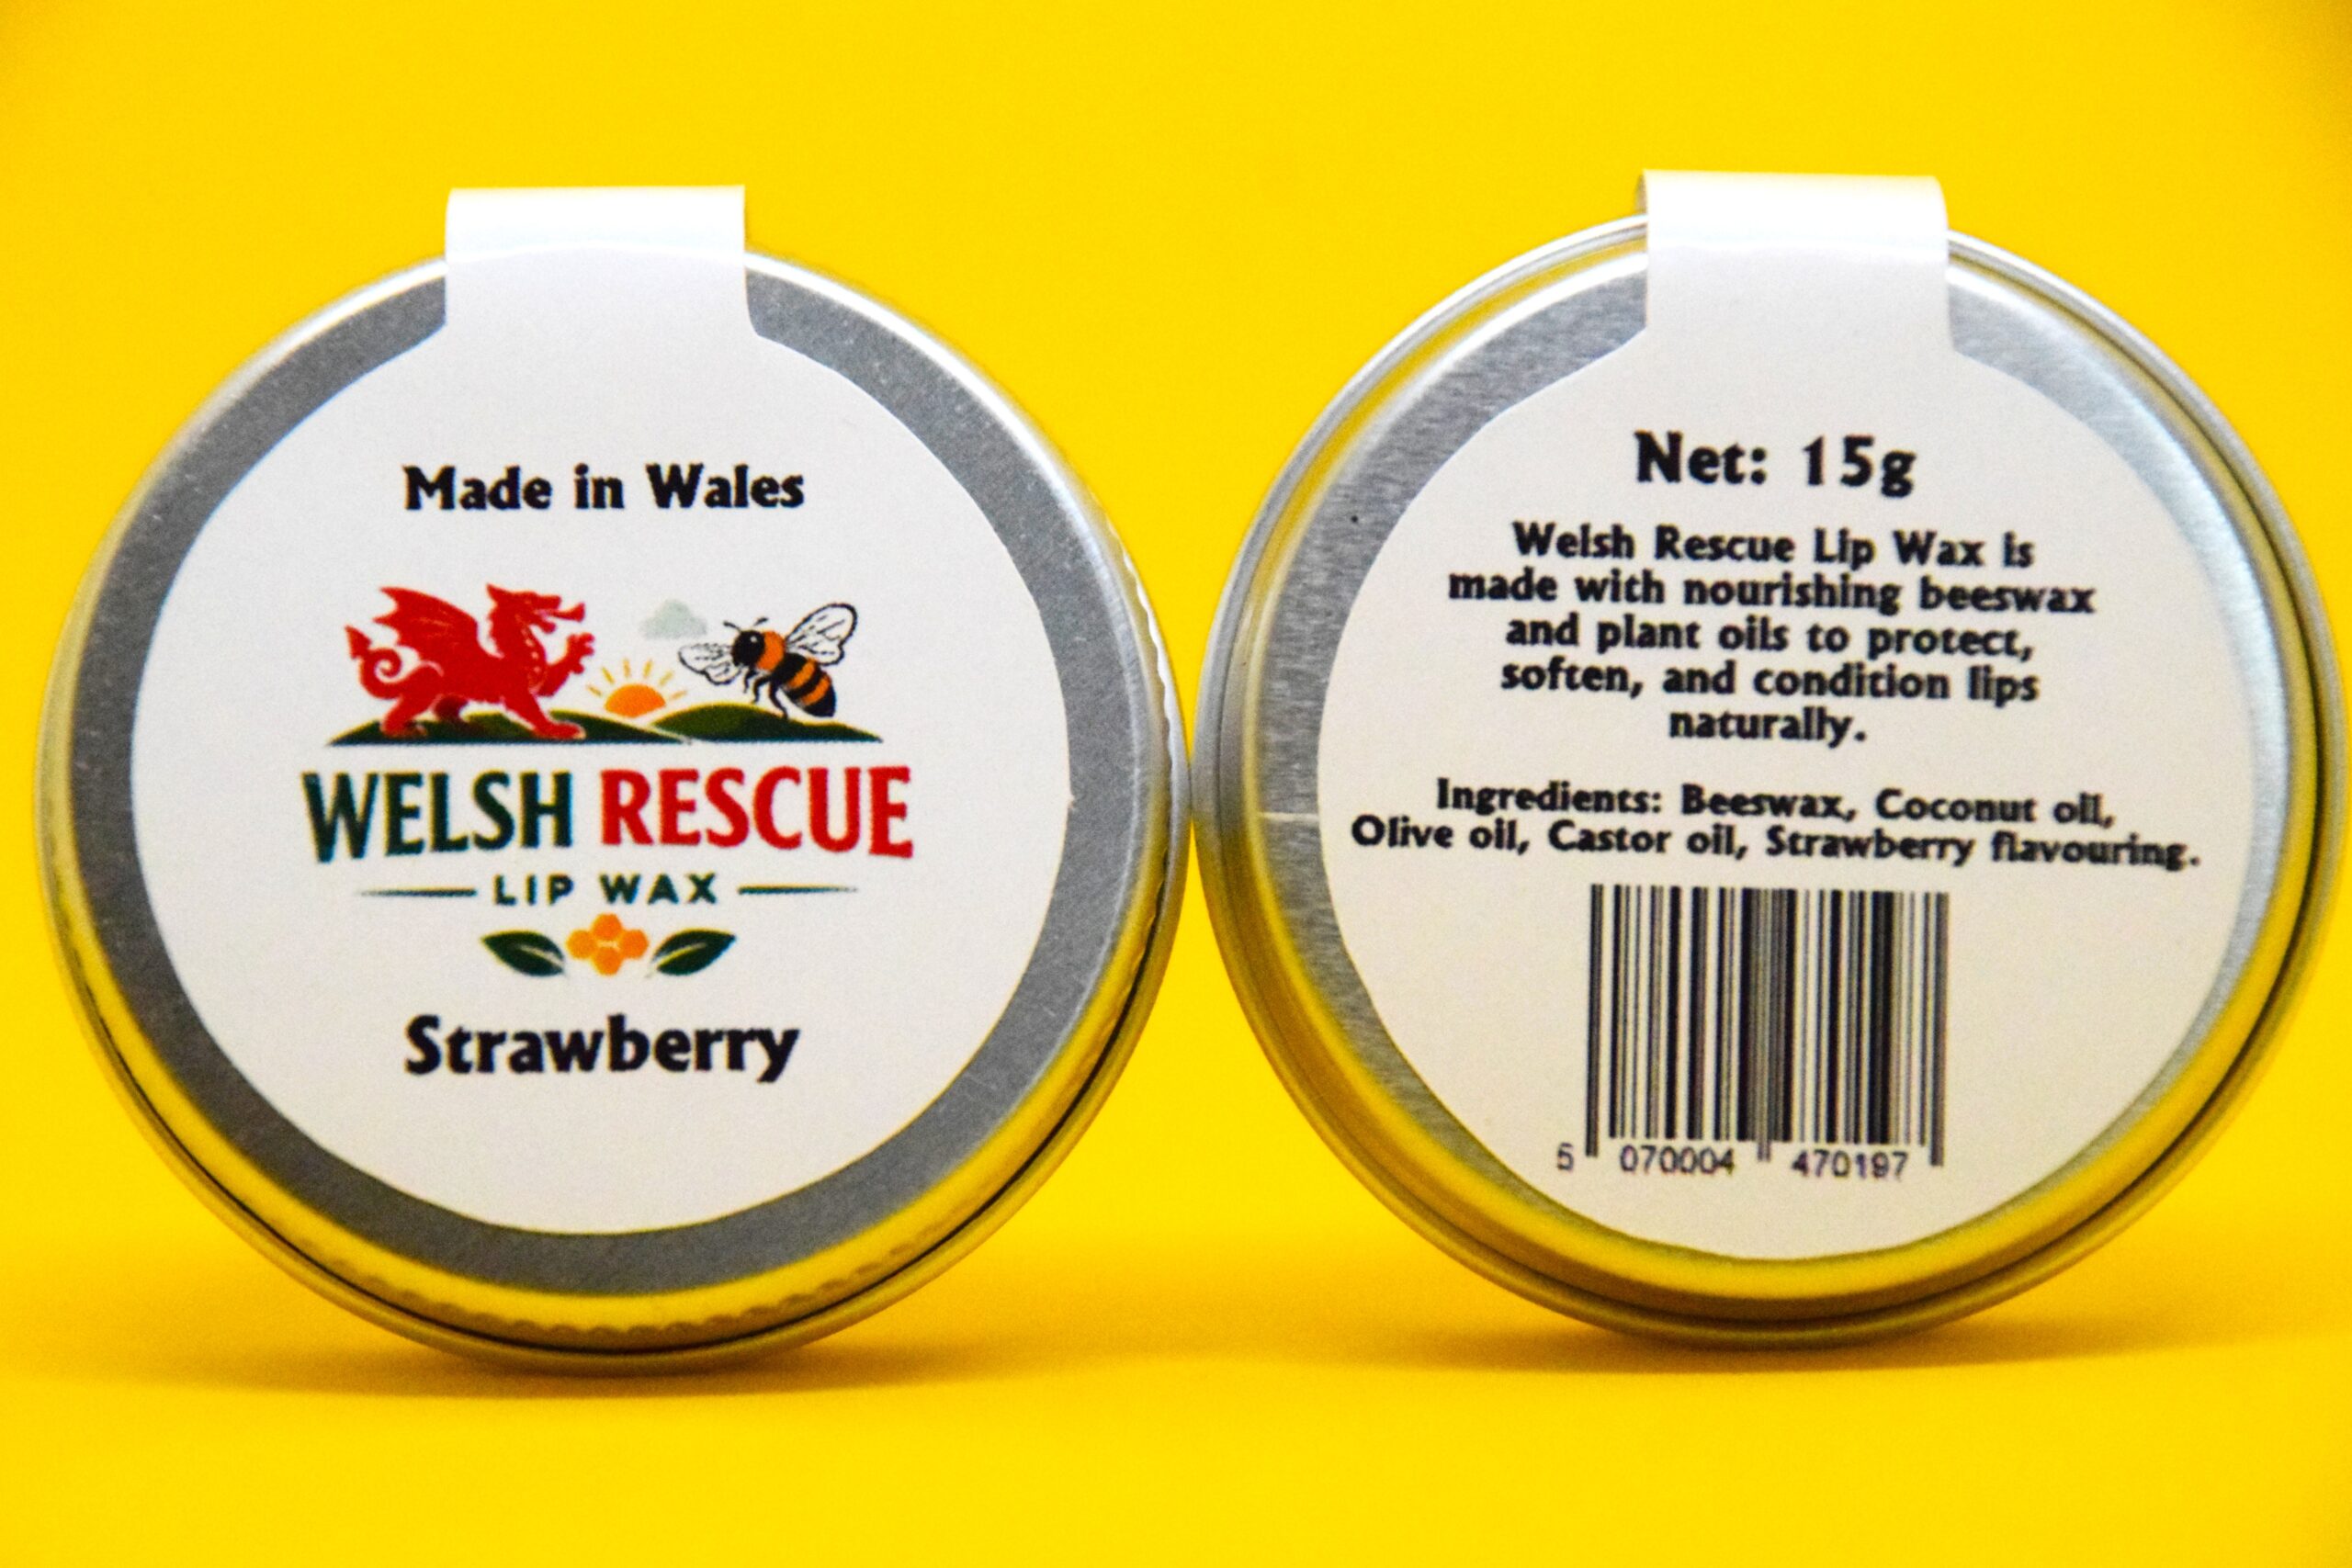 Made in Wales
WELSH RESCUE
LIP WAX
Strawberry
Net: 15g
Welsh Rescue Lip Wax is
made with nourishing beeswax
and plant oils to protect,
soften, and condition lips
naturally.
Ingredients: Beeswax, Coconut oil,
Olive oil, Castor oil, Strawberry flavouring.
5 070004 470197